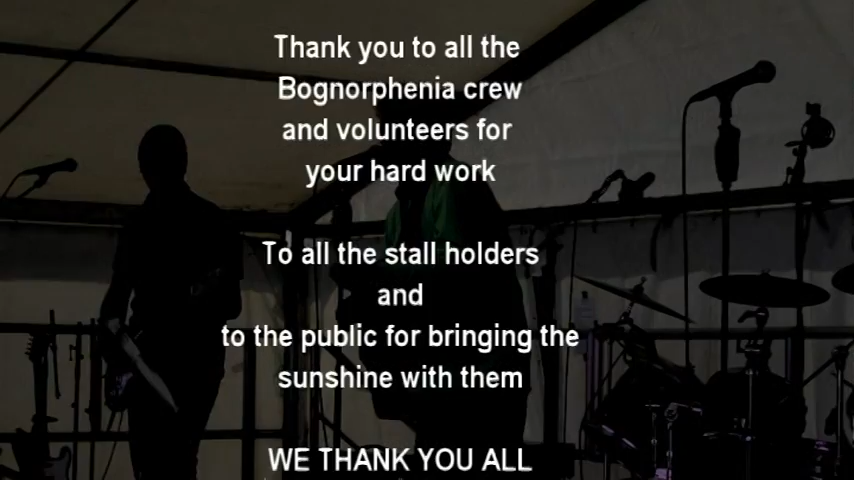 Thank you to all the
Bognorphenia crew
and volunteers for
your hard work
To all the stall holders
and
to the public for bringing the
sunshine with them
WE THANK YOU ALL